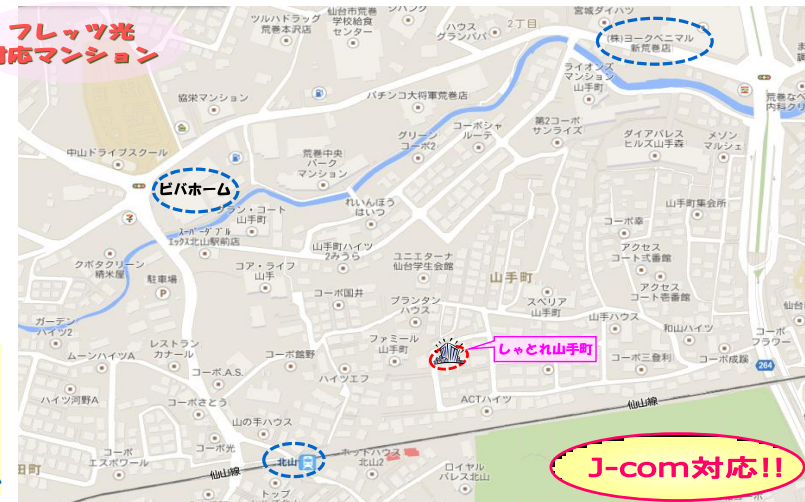 フレッツ光
対応マンション
ツルハドラッグ
荒巻本沢店
仙台市荒巻
学校給食
センター
ハウス
グランパパ
2丁目
宮城ダイハツ
(株)ヨークベニマル
新荒巻店
ライオンズ
マンション
山手町
荒巻なべ
内科クリ
協栄マンション
パチンコ大将軍荒巻店
グリーン
コーポ2
コーポシャ
ルーテ
第2コーポ
サンライズ
ダイアパレス
ヒルズ山手森
メゾン
マルシェ
中山ドライブスクール
荒巻中央
パーク
マンション
ビバホーム
れいんぼう
はいつ
グラン・コート
山手町
スーパーダブル
エックス北山駅前店
山手町ハイツ
2みうら
山手町集会所
コーポ幸
アクセス
コート弐番館
クボタクリーン
精米屋
駐車場
P
コア・ライフ
山手
ユニエターナ
仙台学生会館
山手町
アクセス
コート壱番館
コーポ国井
プランタン
ハウス
スペリア
山手町
山手ハウス
和山ハイツ
仙台
コーポ
フラワー
ガーデン
ハイツ2
レストラン
カナール
ファミール
山手町
しゃとれ山手町
ムーンハイツA
コーポA.S.
コーポ館野
ハイツエフ
コーポ三登利
コーポ成蹊
264
ハイツ河野A
コーポさとう
ACTハイツ
仙山線
山の手ハウス
コーポ
エスポワール
コーポ光
北山
ホットハウス
北山2
ロイヤル
パレス北山
田町
仙山線
トップ
J-com対応!!